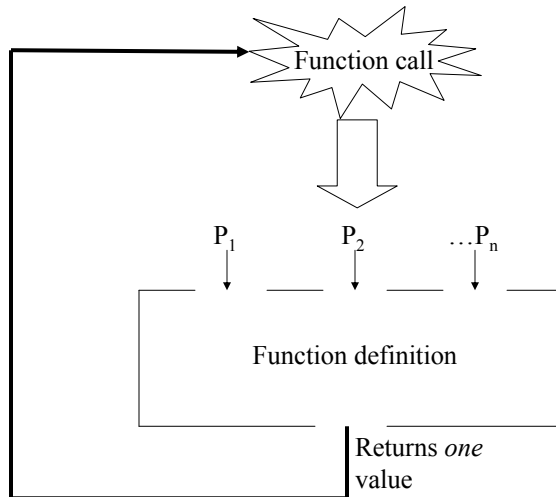 Function call
P₁ P₂ …Pₙ
Function definition
Returns one
value